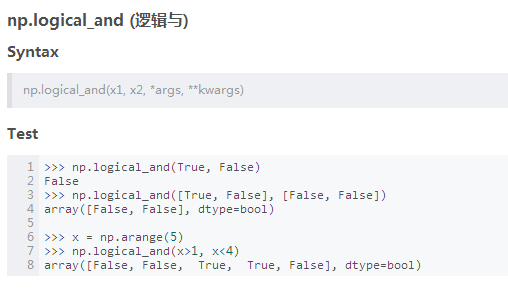 np.logical_and (逻辑与)
Syntax
np.logical_and(x1, x2, *args, **kwargs)
Test
1 >>> np.logical_and(True, False)
2 False
3 >>> np.logical_and([True, False], [False, False])
4 array([False, False], dtype=bool)
5
6 >>> x = np.arange(5)
7 >>> np.logical_and(x>1, x<4)
8 array([False, False,  True,  True, False], dtype=bool)